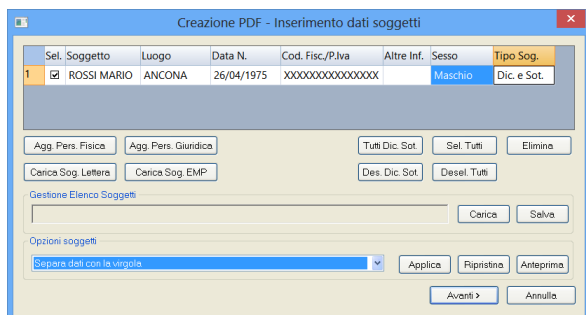 Creazione PDF - Inserimento dati soggetti
Sel. Soggetto Luogo Data N. Cod. Fisc./P.Iva Altre Inf. Sesso Tipo Sog.
1 ROSSI MARIO ANCONA 26/04/1975 XXXXXXXXXXXXXXX Maschio Dic. e Sot.
Agg. Pers. Fisica Agg. Pers. Giuridica Tutti Dic. Sot. Sel. Tutti Elimina
Carica Sog. Lettera Carica Sog. EMP Des. Dic. Sot. Desel. Tutti
Gestione Elenco Soggetti
Carica Salva
Opzioni soggetti
Separa dati con la virgola Applica Ripristina Anteprima
Avanti > Annulla